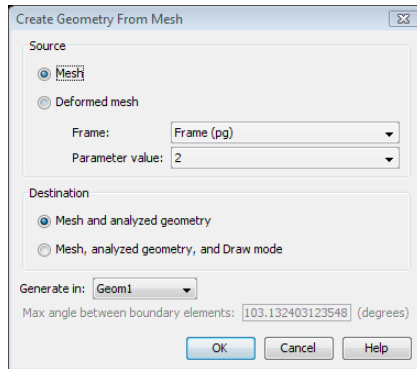 Create Geometry From Mesh
Source
Mesh
Deformed mesh
Frame: Frame (pg)
Parameter value: 2
Destination
Mesh and analyzed geometry
Mesh, analyzed geometry, and Draw mode
Generate in: Geom1
Max angle between boundary elements: 103.132403123548 (degrees)
OK Cancel Help